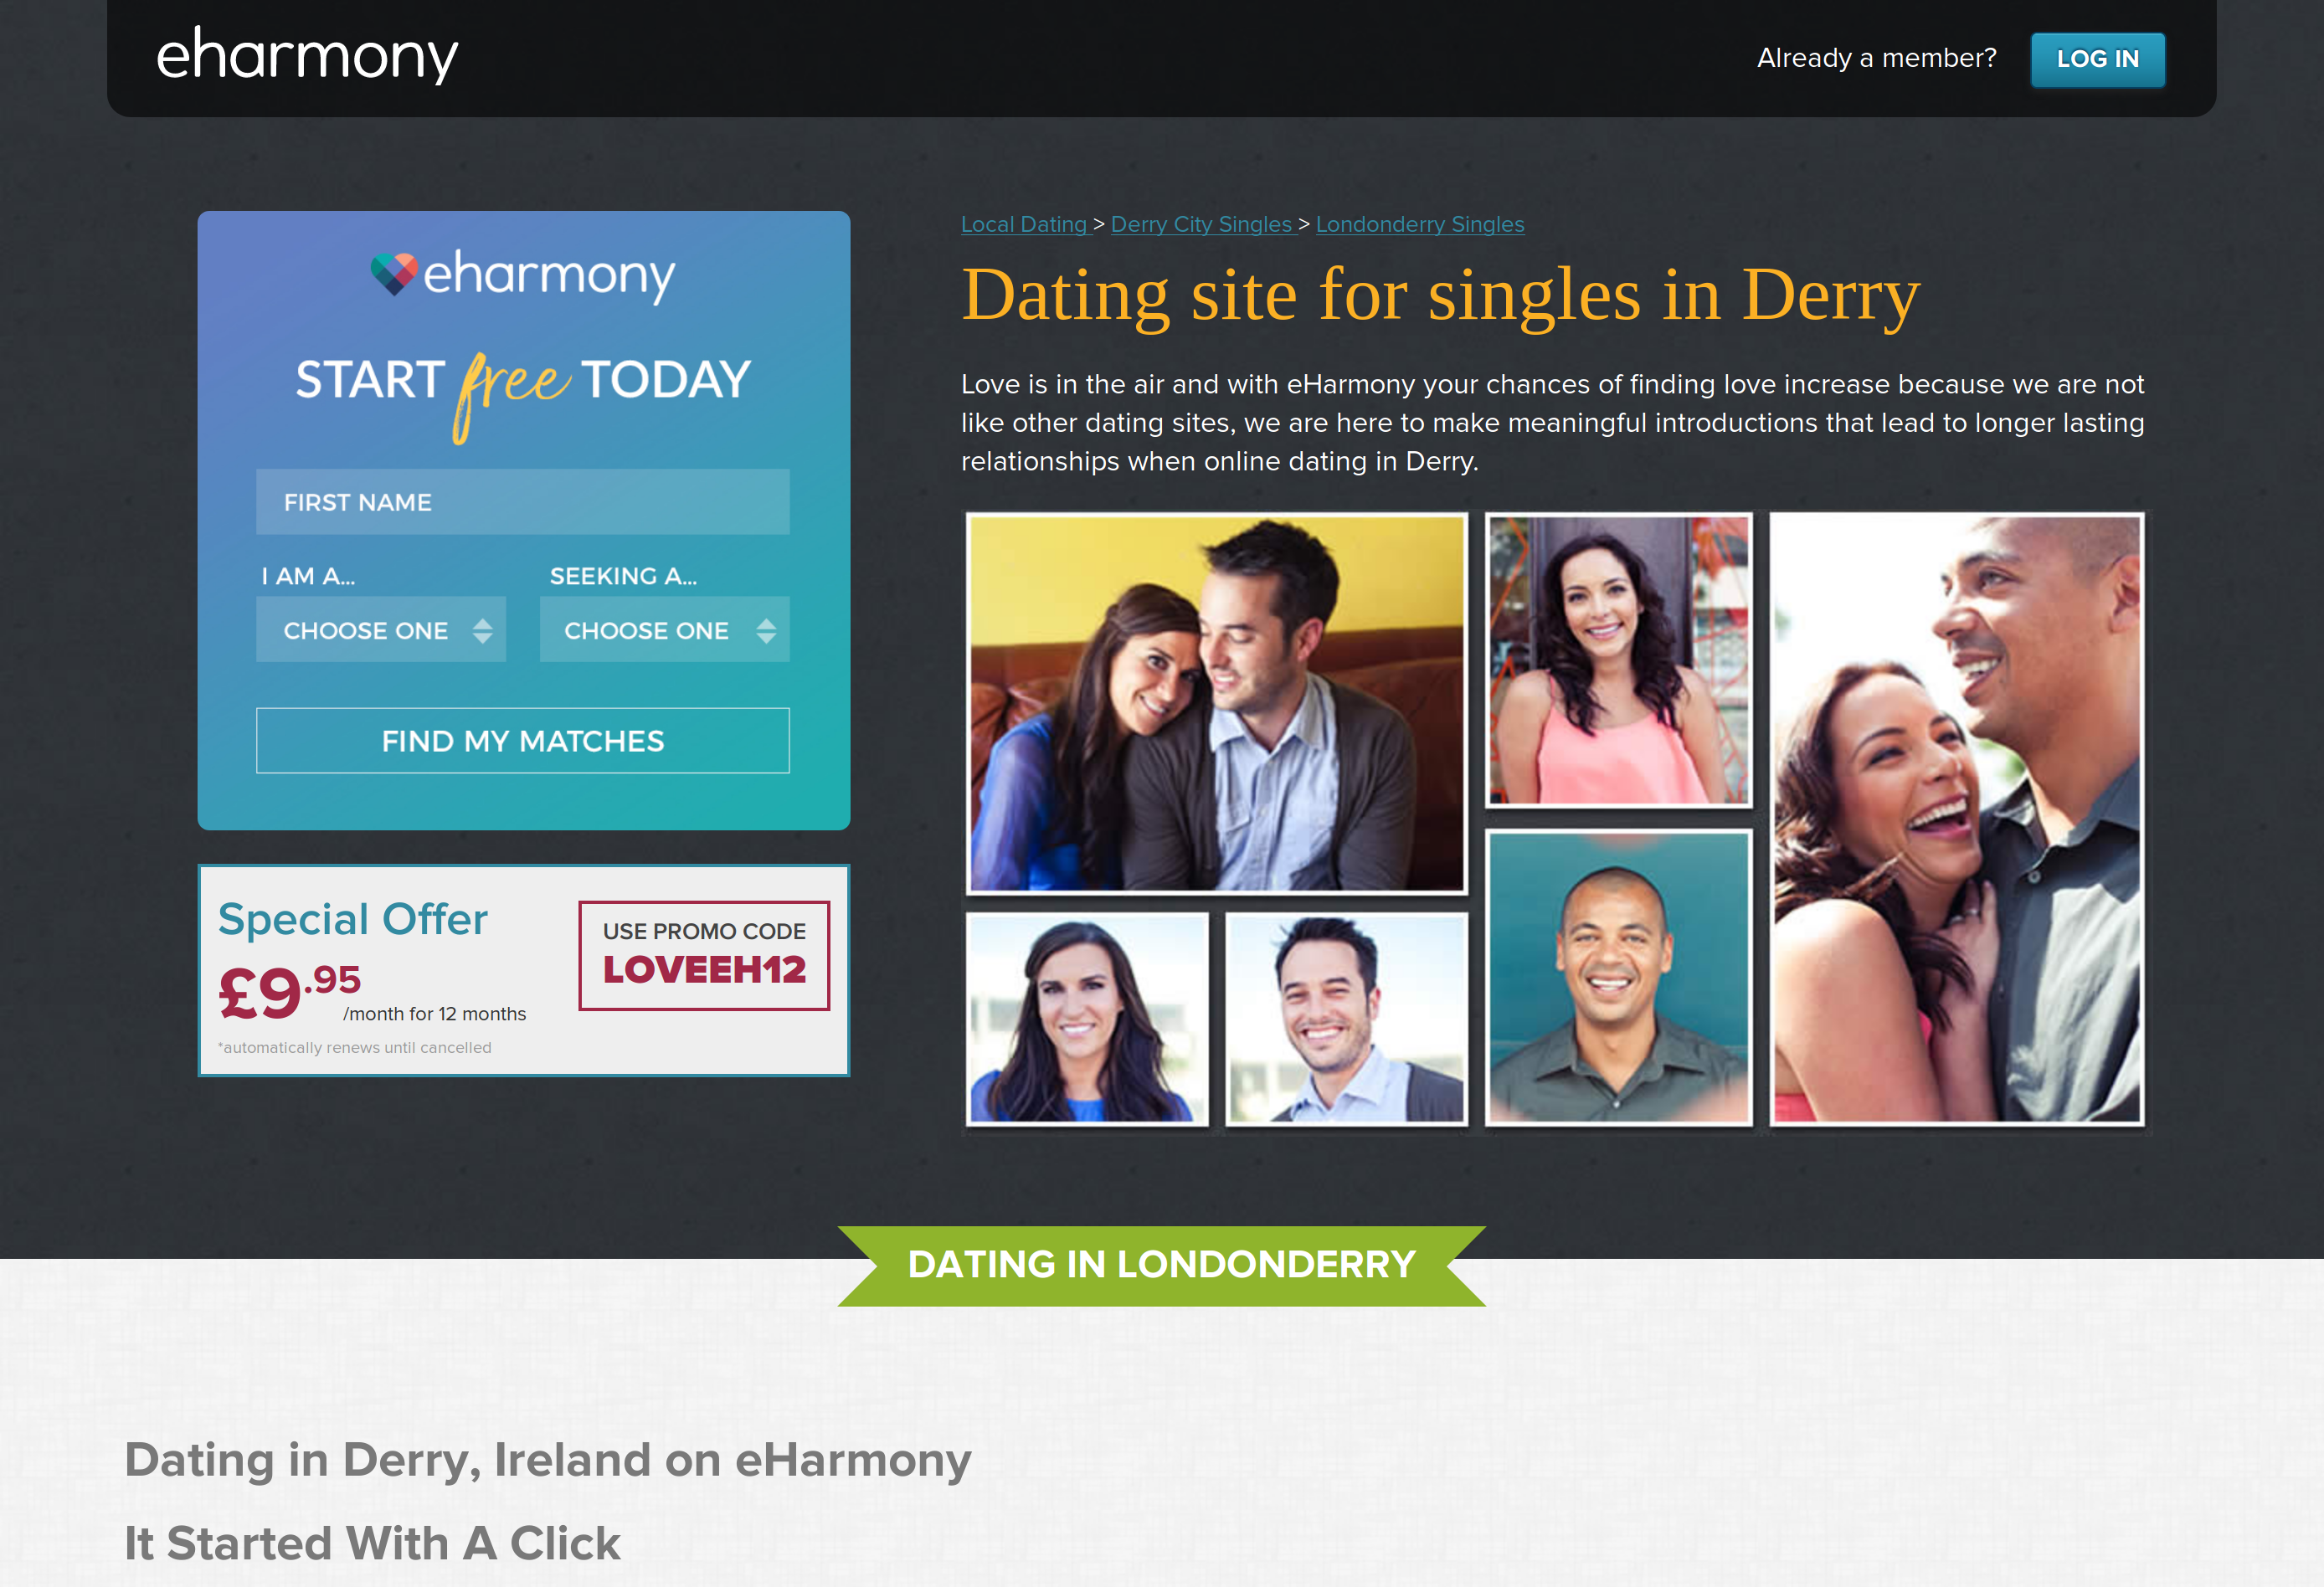 eharmony
Already a member?
LOG IN
eharmony
START free TODAY
FIRST NAME
I AM A...
SEEKING A...
CHOOSE ONE
CHOOSE ONE
FIND MY MATCHES
Special Offer
£9.95
/month for 12 months
*automatically renews until cancelled
USE PROMO CODE
LOVEEH12
Local Dating > Derry City Singles > Londonderry Singles
Dating site for singles in Derry
Love is in the air and with eHarmony your chances of finding love increase because we are not
like other dating sites, we are here to make meaningful introductions that lead to longer lasting
relationships when online dating in Derry.
DATING IN LONDONDERRY
Dating in Derry, Ireland on eHarmony
It Started With A Click